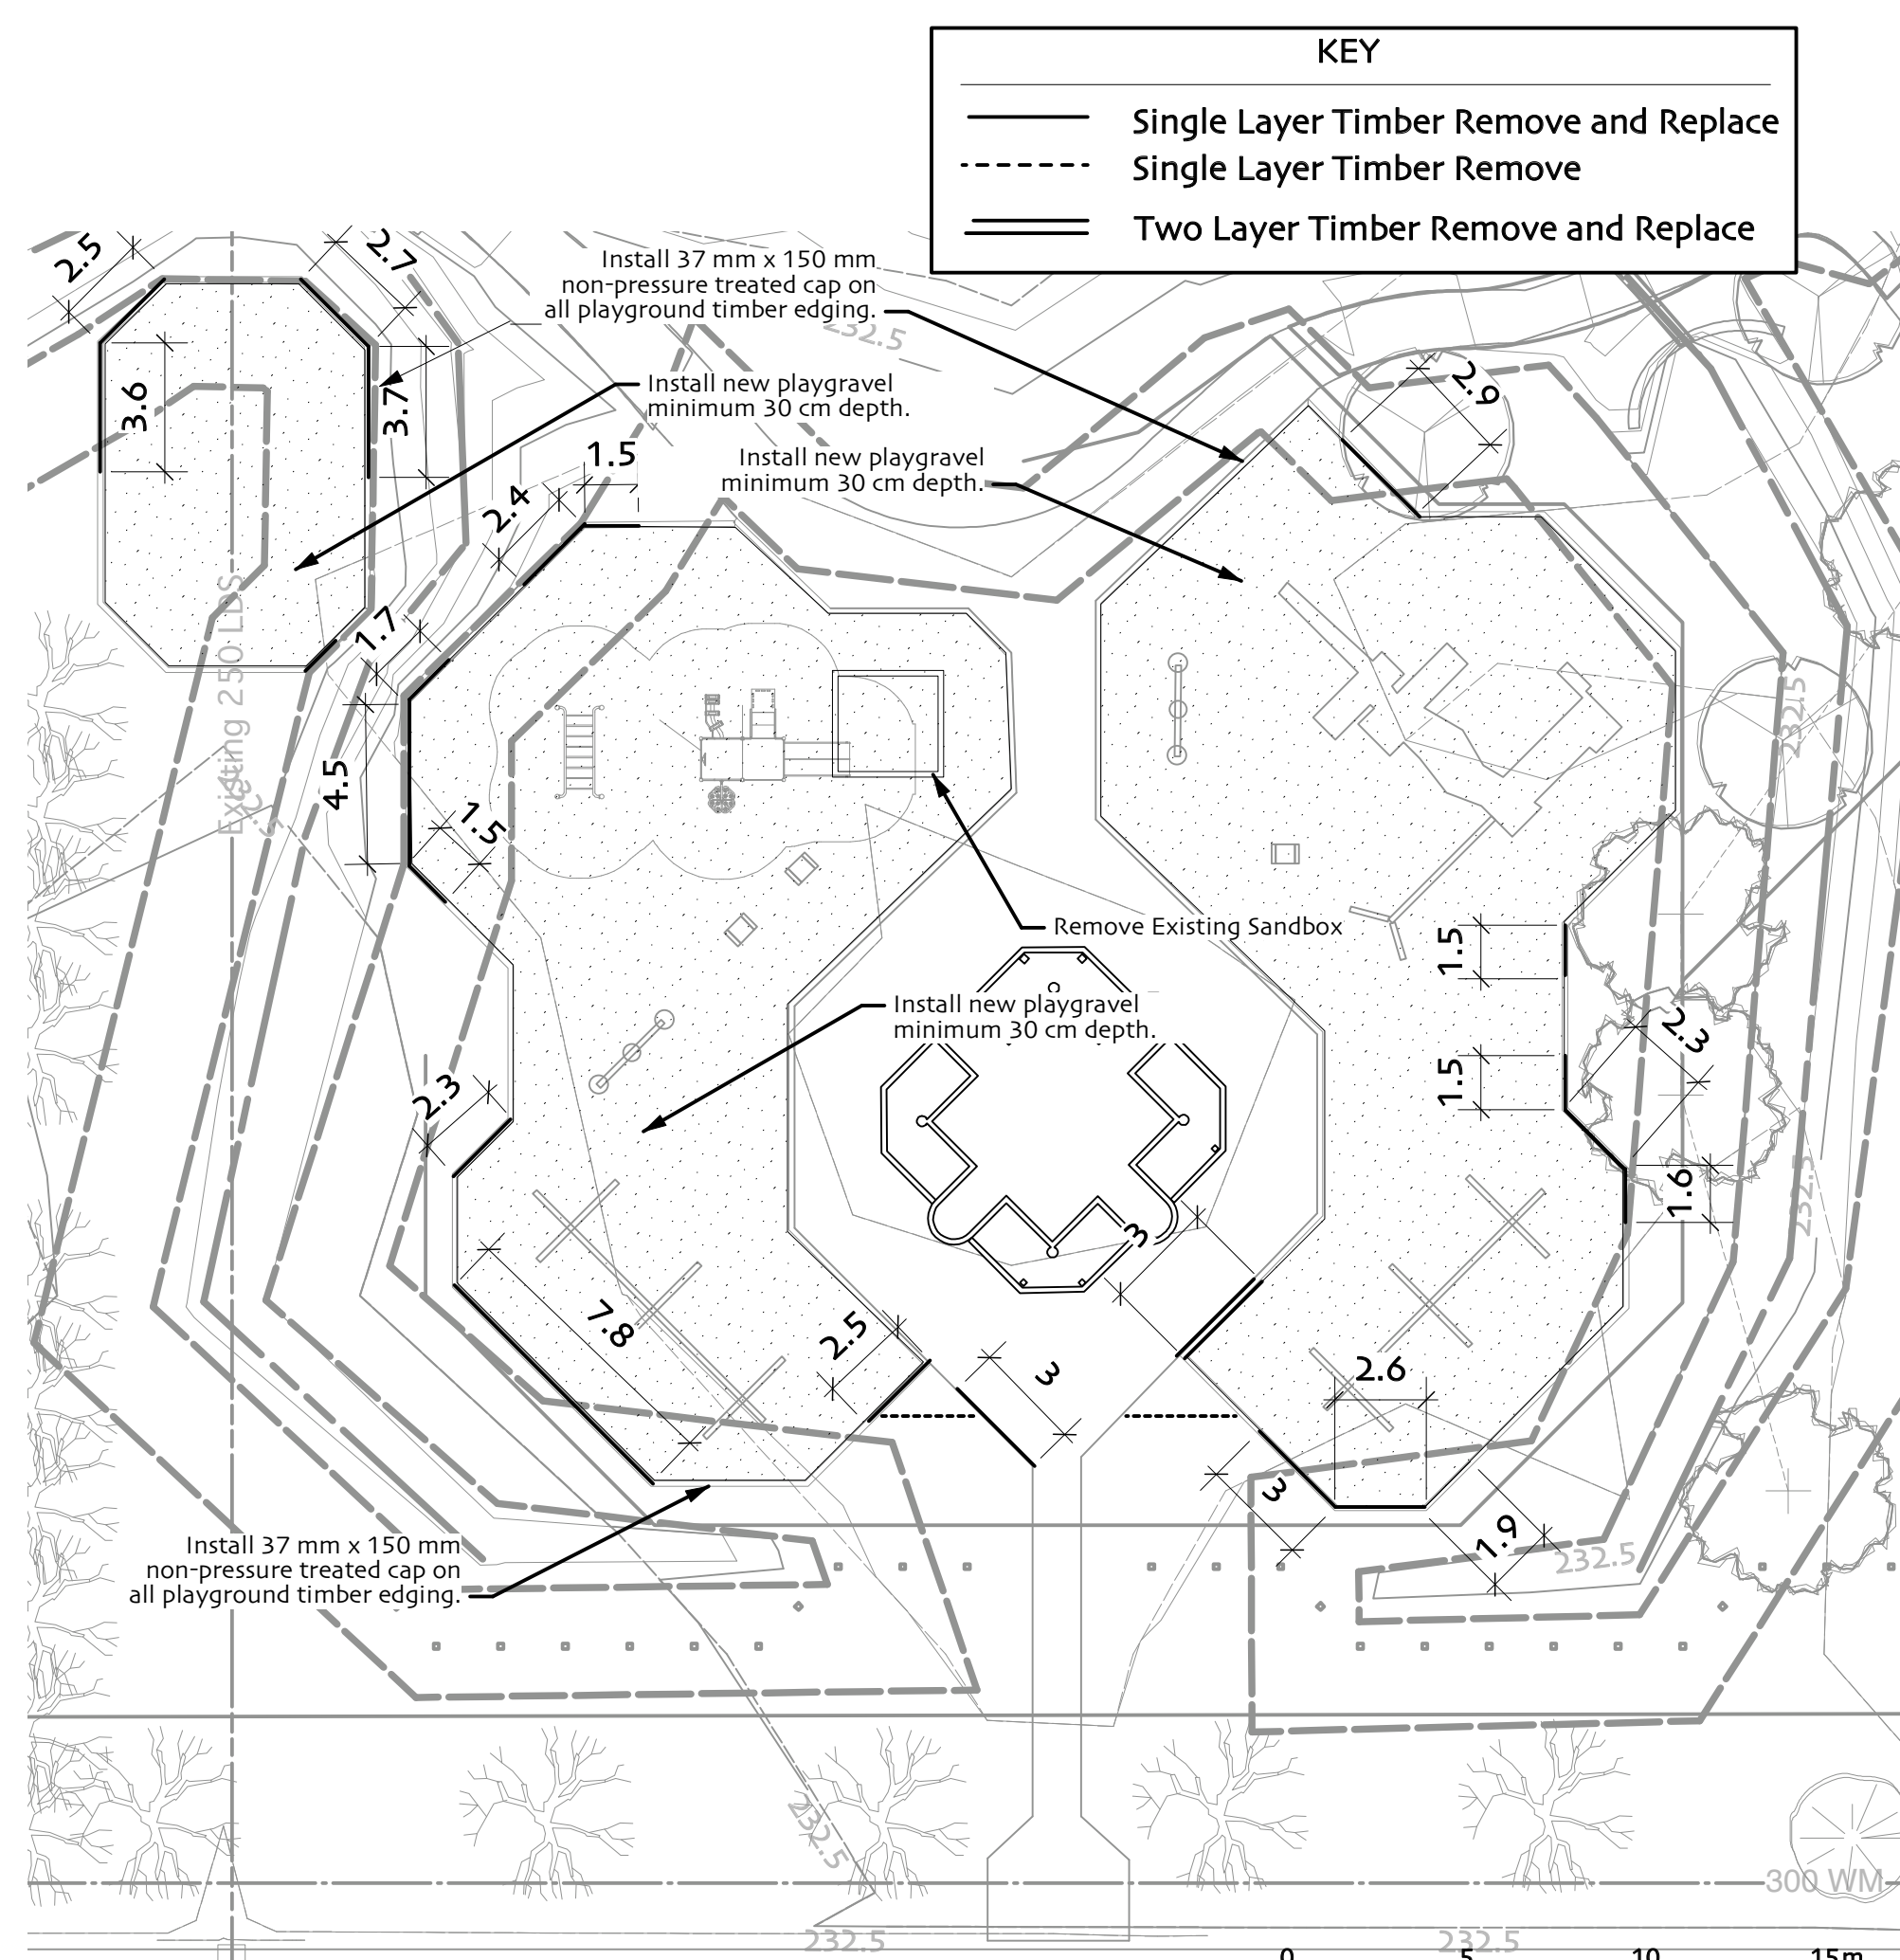 KEY
Single Layer Timber Remove and Replace
Single Layer Timber Remove
Two Layer Timber Remove and Replace
2.5
2.7
Install 37 mm x 150 mm
non-pressure treated cap on
all playground timber edging.
232.5
3.6
3.7
Install new playgravel
minimum 30 cm depth.
2.9
1.5
Install new playgravel
minimum 30 cm depth.
2.4
Existing 250 LDS
1.7
232.5
4.5
1.5
Remove Existing Sandbox
1.5
Install new playgravel
minimum 30 cm depth.
2.3
1.5
2.3
1.6
232.5
3
7.8
2.5
3
2.6
3
1.9
232.5
Install 37 mm x 150 mm
non-pressure treated cap on
all playground timber edging.
232.5
300 WM
232.5
232.5
0 5 10 15m